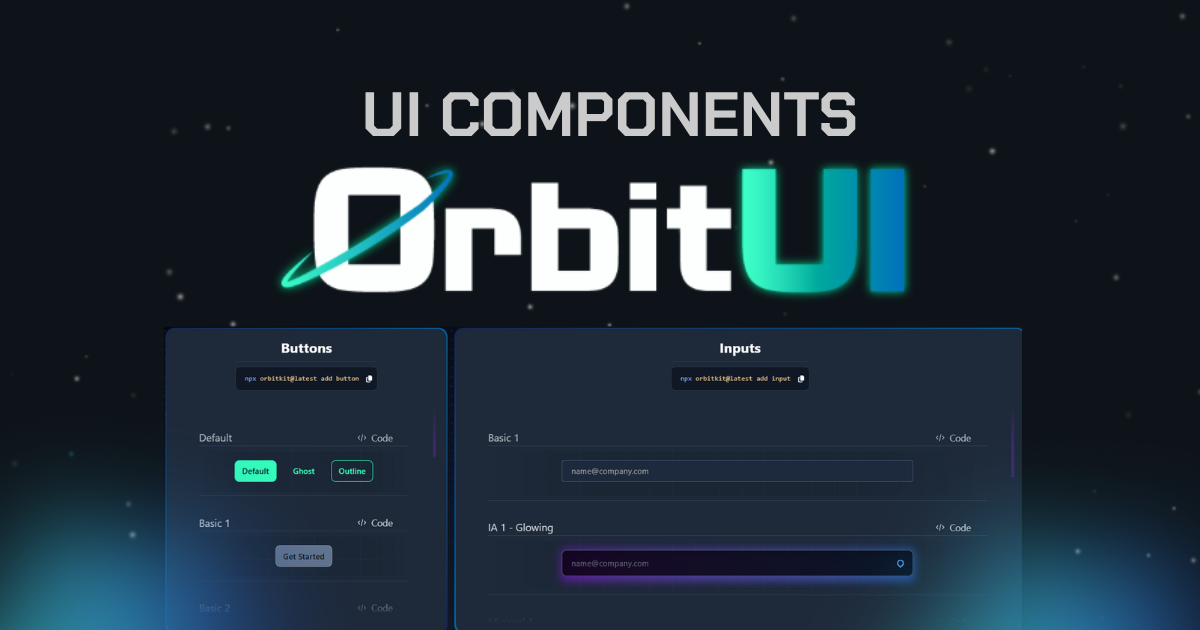 UI COMPONENTS
OrbitUI
Buttons
npx orbitkit@latest add button
Default
</> Code
Default
Ghost
Outline
Basic 1
</> Code
Get Started
Basic 2
</> Code
Inputs
npx orbitkit@latest add input
Basic 1
</> Code
name@company.com
IA 1 - Glowing
</> Code
name@company.com